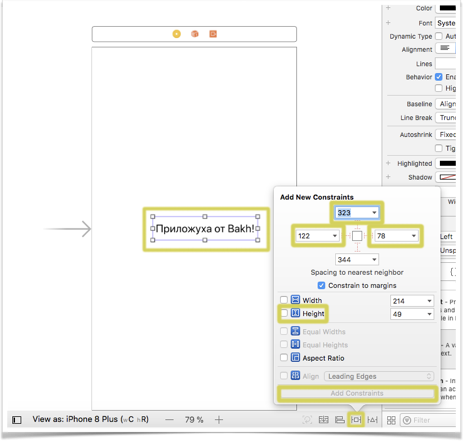 Color
Font
Syste
Dynamic Type
Aut
Alignment
Lines
Behavior
Ena
Hig
Baseline
Align
Line Break
Trunc
Autoshrink
Fixed
Tig
Highlighted
Shadow
Приложуха от Bakh!
Add New Constraints
323
122
78
344
Spacing to nearest neighbor
Constrain to margins
Width
214
Height
49
Equal Widths
Equal Heights
Aspect Ratio
Align
Leading Edges
Add Constraints
Wi
Left
Unsp
View as: iPhone 8 Plus (wC hR)
79 %
Filter